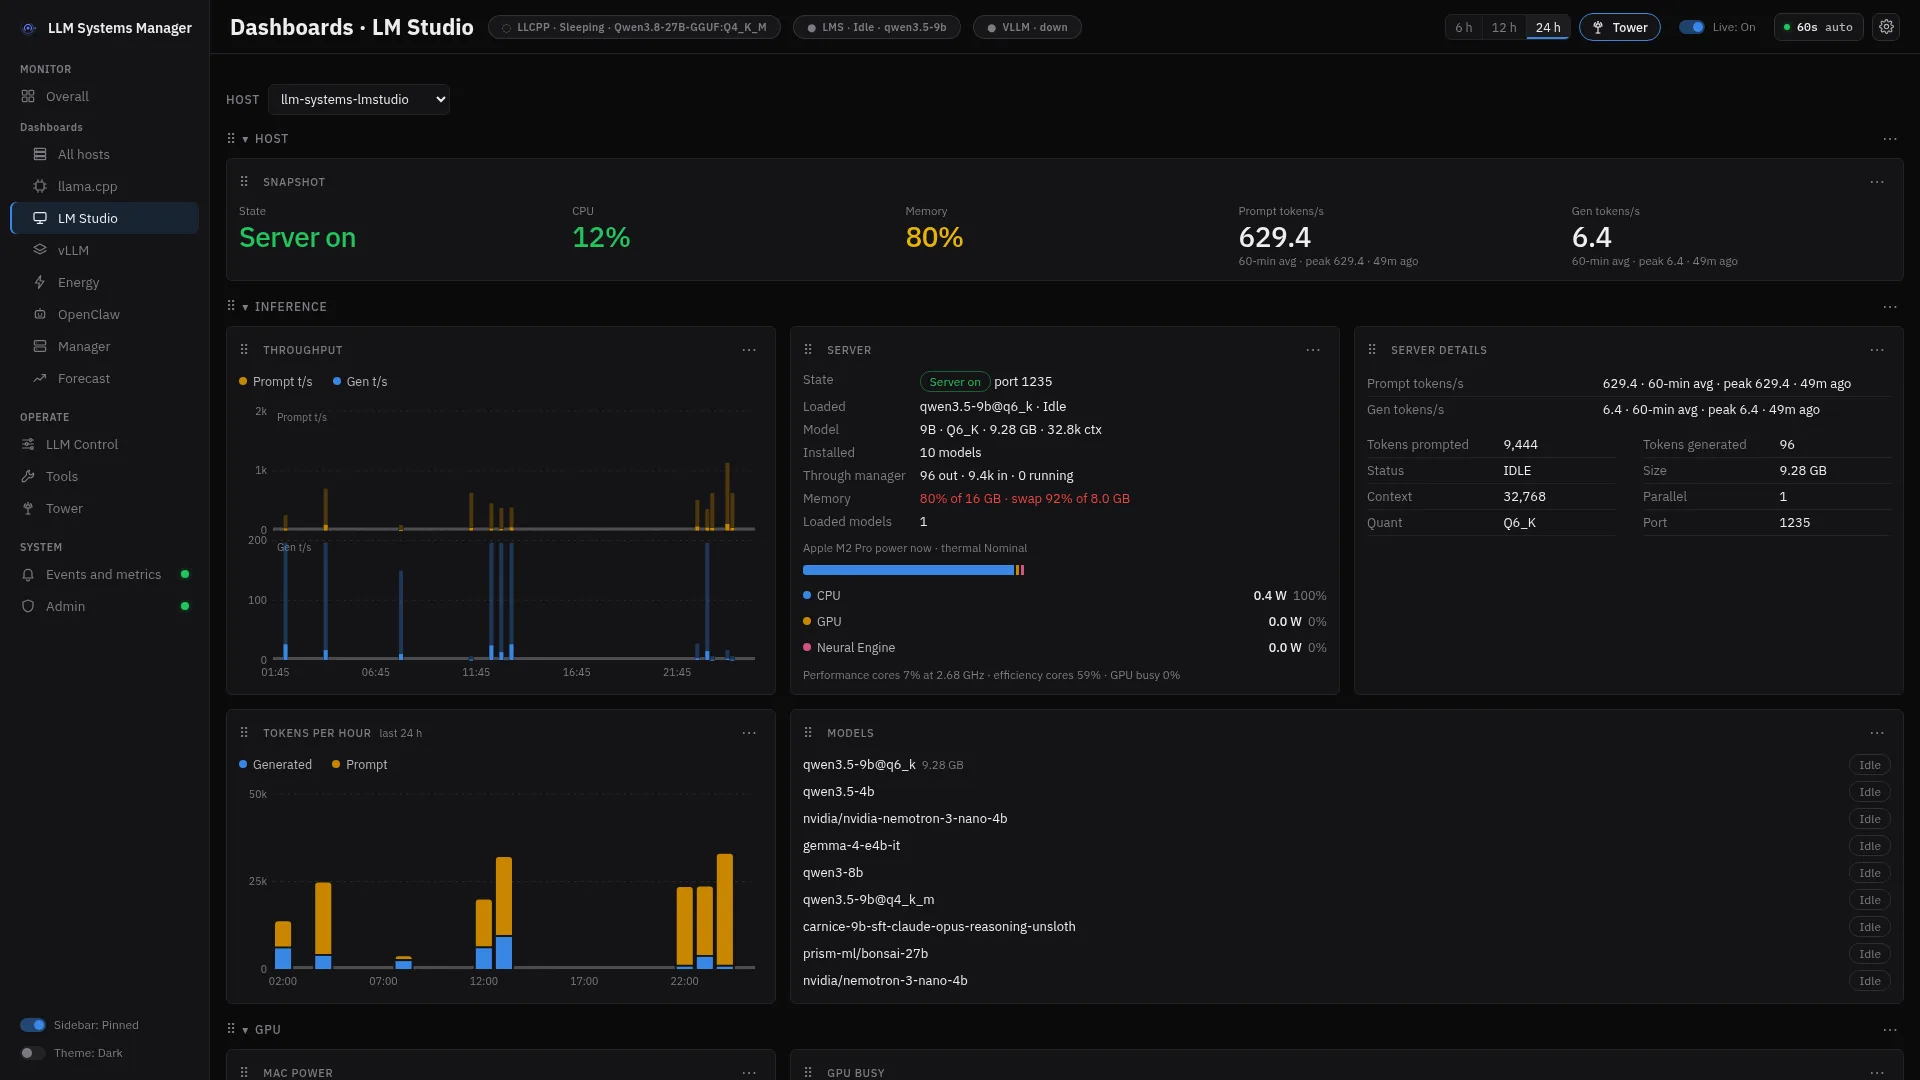 LLM Systems Manager
MONITOR
Overall
Dashboards
All hosts
llama.cpp
LM Studio
vLLM
Energy
OpenClaw
Manager
Forecast
OPERATE
LLM Control
Tools
Tower
SYSTEM
Events and metrics
Admin
Sidebar: Pinned
Theme: Dark
Dashboards · LM Studio
LLCPP · Sleeping · Qwen3.8-27B-GGUF:Q4_K_M
LMS · Idle · qwen3.5-9b
VLLM · down
6 h 12 h 24 h
Tower
Live: On
60s auto
HOST llm-systems-lmstudio
HOST
SNAPSHOT
State
Server on
CPU
12%
Memory
80%
Prompt tokens/s
629.4
60-min avg · peak 629.4 · 49m ago
Gen tokens/s
6.4
60-min avg · peak 6.4 · 49m ago
INFERENCE
THROUGHPUT
Prompt t/s Gen t/s
2k
Prompt t/s
1k
0
200
Gen t/s
100
0
01:45 06:45 11:45 16:45 21:45
SERVER
State Server on port 1235
Loaded qwen3.5-9b@q6_k · Idle
Model 9B · Q6_K · 9.28 GB · 32.8k ctx
Installed 10 models
Through manager 96 out · 9.4k in · 0 running
Memory 80% of 16 GB · swap 92% of 8.0 GB
Loaded models 1
Apple M2 Pro power now · thermal Nominal
CPU 0.4 W 100%
GPU 0.0 W 0%
Neural Engine 0.0 W 0%
Performance cores 7% at 2.68 GHz · efficiency cores 59% · GPU busy 0%
SERVER DETAILS
Prompt tokens/s 629.4 · 60-min avg · peak 629.4 · 49m ago
Gen tokens/s 6.4 · 60-min avg · peak 6.4 · 49m ago
Tokens prompted 9,444 Tokens generated 96
Status IDLE Size 9.28 GB
Context 32,768 Parallel 1
Quant Q6_K Port 1235
TOKENS PER HOUR last 24 h
Generated Prompt
50k
25k
0
02:00 07:00 12:00 17:00 22:00
MODELS
qwen3.5-9b@q6_k 9.28 GB Idle
qwen3.5-4b Idle
nvidia/nvidia-nemotron-3-nano-4b Idle
gemma-4-e4b-it Idle
qwen3-8b Idle
qwen3.5-9b@q4_k_m Idle
carnice-9b-sft-claude-opus-reasoning-unsloth Idle
prism-ml/bonsai-27b Idle
nvidia/nemotron-3-nano-4b Idle
GPU
MAC POWER
GPU BUSY